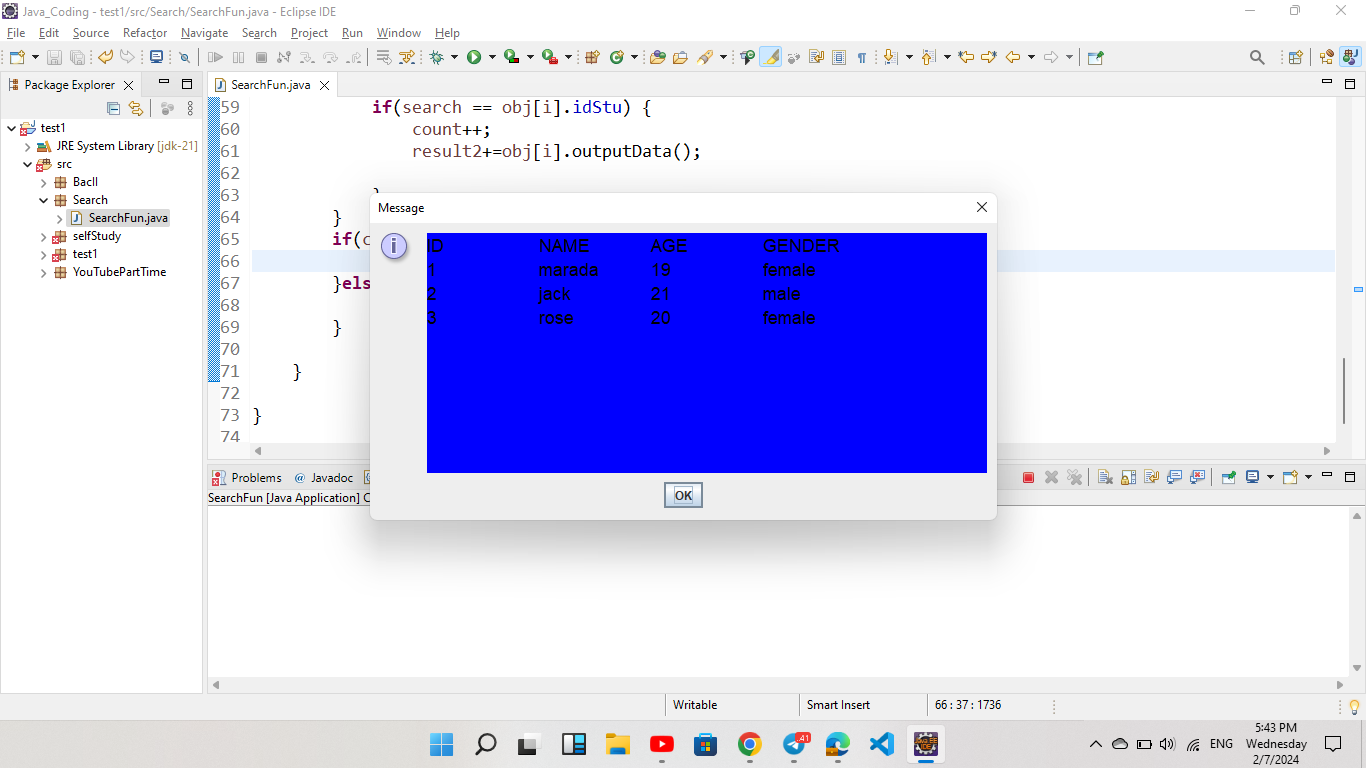 Java_Coding - test1/src/Search/SearchFun.java - Eclipse IDE
File Edit Source Refactor Navigate Search Project Run Window Help
Package Explorer
test1
JRE System Library [jdk-21]
src
Bacll
Search
SearchFun.java
selfStudy
test1
YouTubePartTime
SearchFun.java
59 if(search == obj[i].idStu) {
60 count++;
61 result2+=obj[i].outputData();
62
63
64 }
65 if(
66
67 }els
68
69 }
70
71 }
72
73 }
74
Message
ID NAME AGE GENDER
1 marada 19 female
2 jack 21 male
3 rose 20 female
OK
Problems @ Javadoc
SearchFun [Java Application]
Writable Smart Insert 66 : 37 : 1736
41
ENG
5:43 PM
Wednesday
2/7/2024